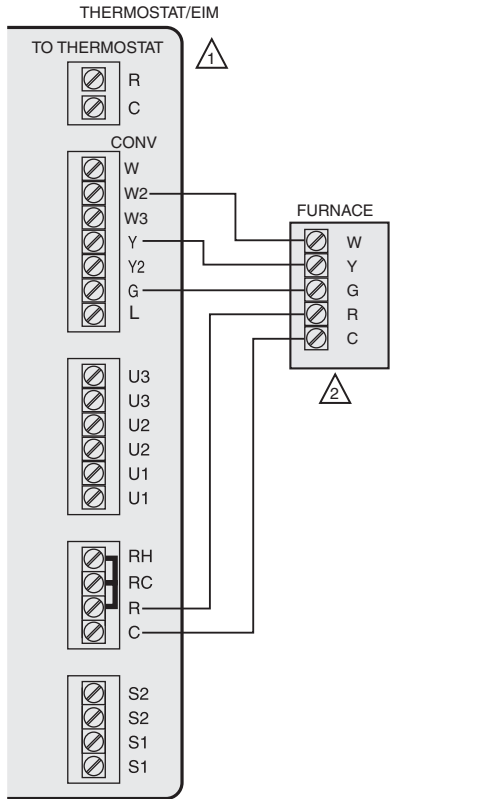 THERMOSTAT/EIM
TO THERMOSTAT
1
R
C
CONV
W
W2
W3
Y
Y2
G
L
FURNACE
W
Y
G
R
C
2
U3
U3
U2
U2
U1
U1
RH
RC
R
C
S2
S2
S1
S1